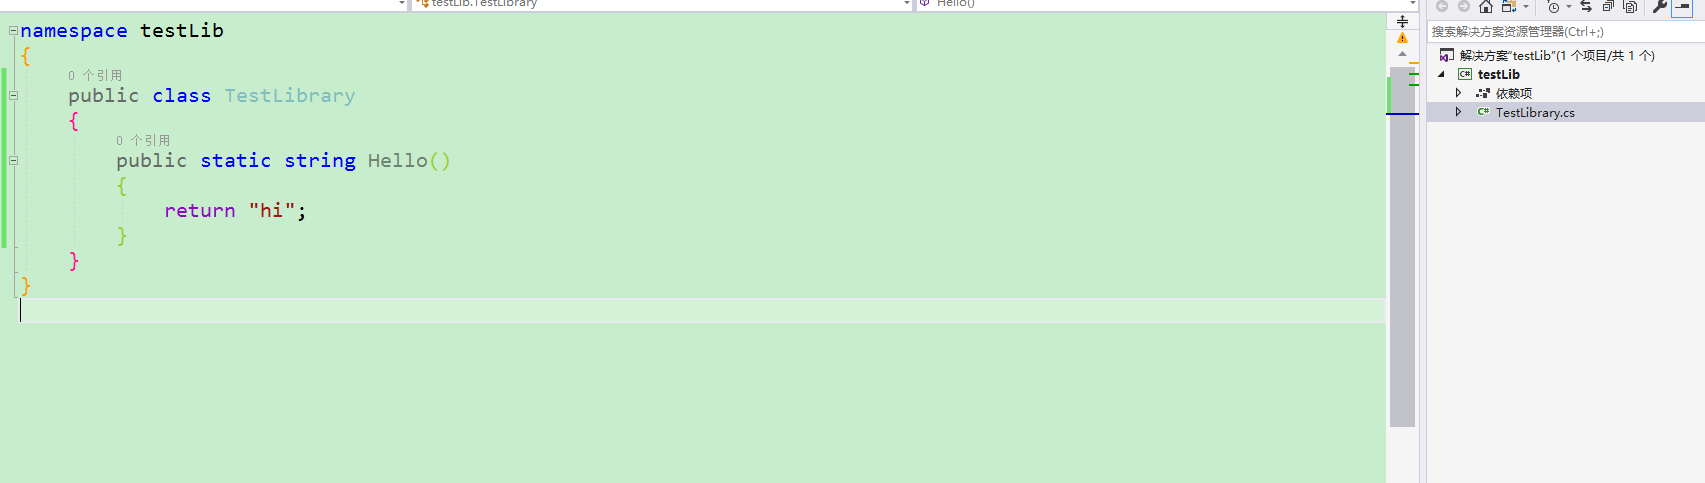 testLib.TestLibrary
Hello()
namespace testLib
{
0 个引用
public class TestLibrary
{
0 个引用
public static string Hello()
{
return "hi";
}
}
}
搜索解决方案资源管理器(Ctrl+;)
解决方案"testLib"(1 个项目/共 1 个)
C# testLib
依赖项
C# TestLibrary.cs